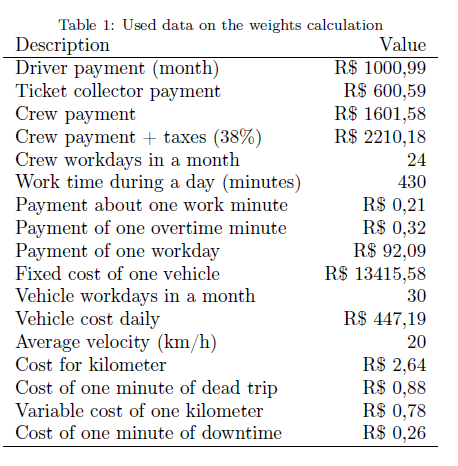 Table 1: Used data on the weights calculation
Description Value
Driver payment (month) R$ 1000,99
Ticket collector payment R$ 600,59
Crew payment R$ 1601,58
Crew payment + taxes (38%) R$ 2210,18
Crew workdays in a month 24
Work time during a day (minutes) 430
Payment about one work minute R$ 0,21
Payment of one overtime minute R$ 0,32
Payment of one workday R$ 92,09
Fixed cost of one vehicle R$ 13415,58
Vehicle workdays in a month 30
Vehicle cost daily R$ 447,19
Average velocity (km/h) 20
Cost for kilometer R$ 2,64
Cost of one minute of dead trip R$ 0,88
Variable cost of one kilometer R$ 0,78
Cost of one minute of downtime R$ 0,26